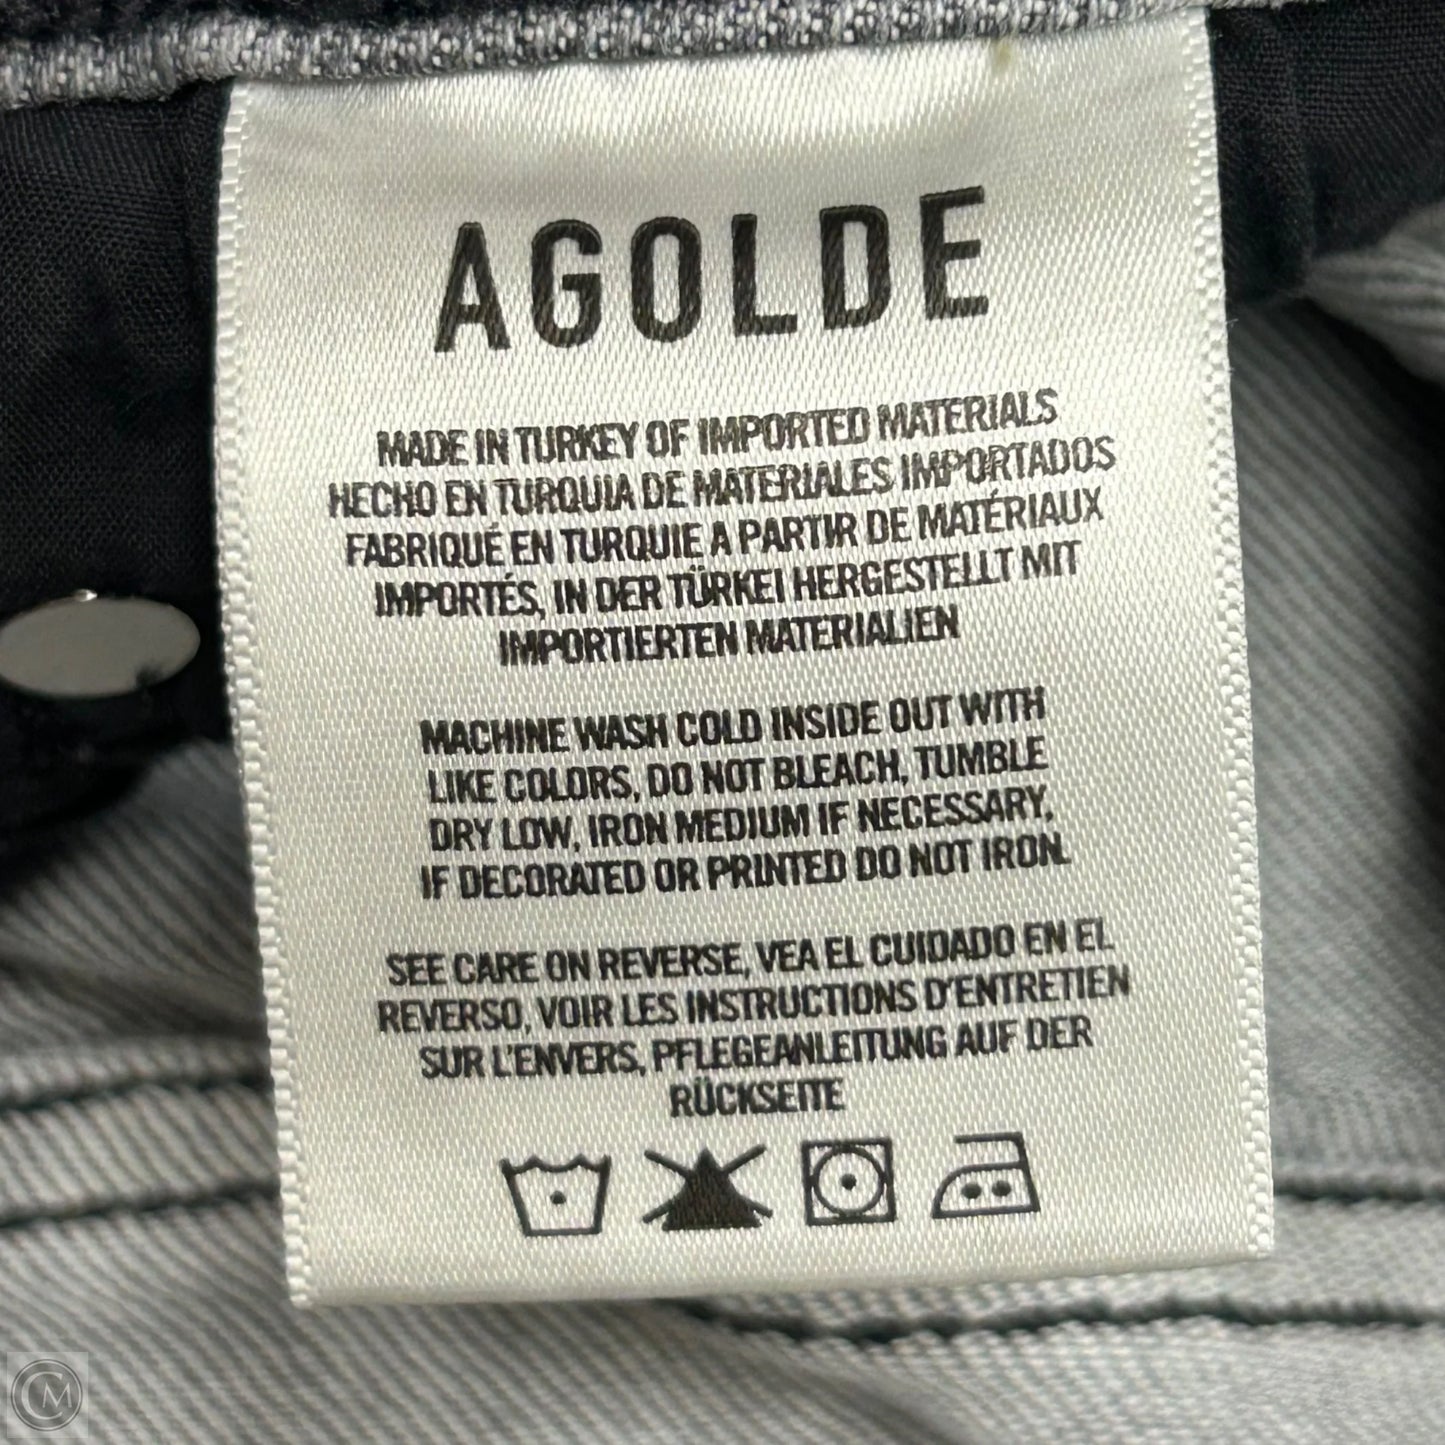 AGOLDE
MADE IN TURKEY OF IMPORTED MATERIALS
HECHO EN TURQUIA DE MATERIALES IMPORTADOS
FABRIQUÉ EN TURQUIE A PARTIR DE MATÉRIAUX
IMPORTÉS, IN DER TÜRKEI HERGESTELLT MIT
IMPORTIERTEN MATERIALIEN
MACHINE WASH COLD INSIDE OUT WITH
LIKE COLORS, DO NOT BLEACH, TUMBLE
DRY LOW, IRON MEDIUM IF NECESSARY,
IF DECORATED OR PRINTED DO NOT IRON.
SEE CARE ON REVERSE, VEA EL CUIDADO EN EL
REVERSO, VOIR LES INSTRUCTIONS D'ENTRETIEN
SUR L'ENVERS, PFLEGEANLEITUNG AUF DER
RÜCKSEITE
CM